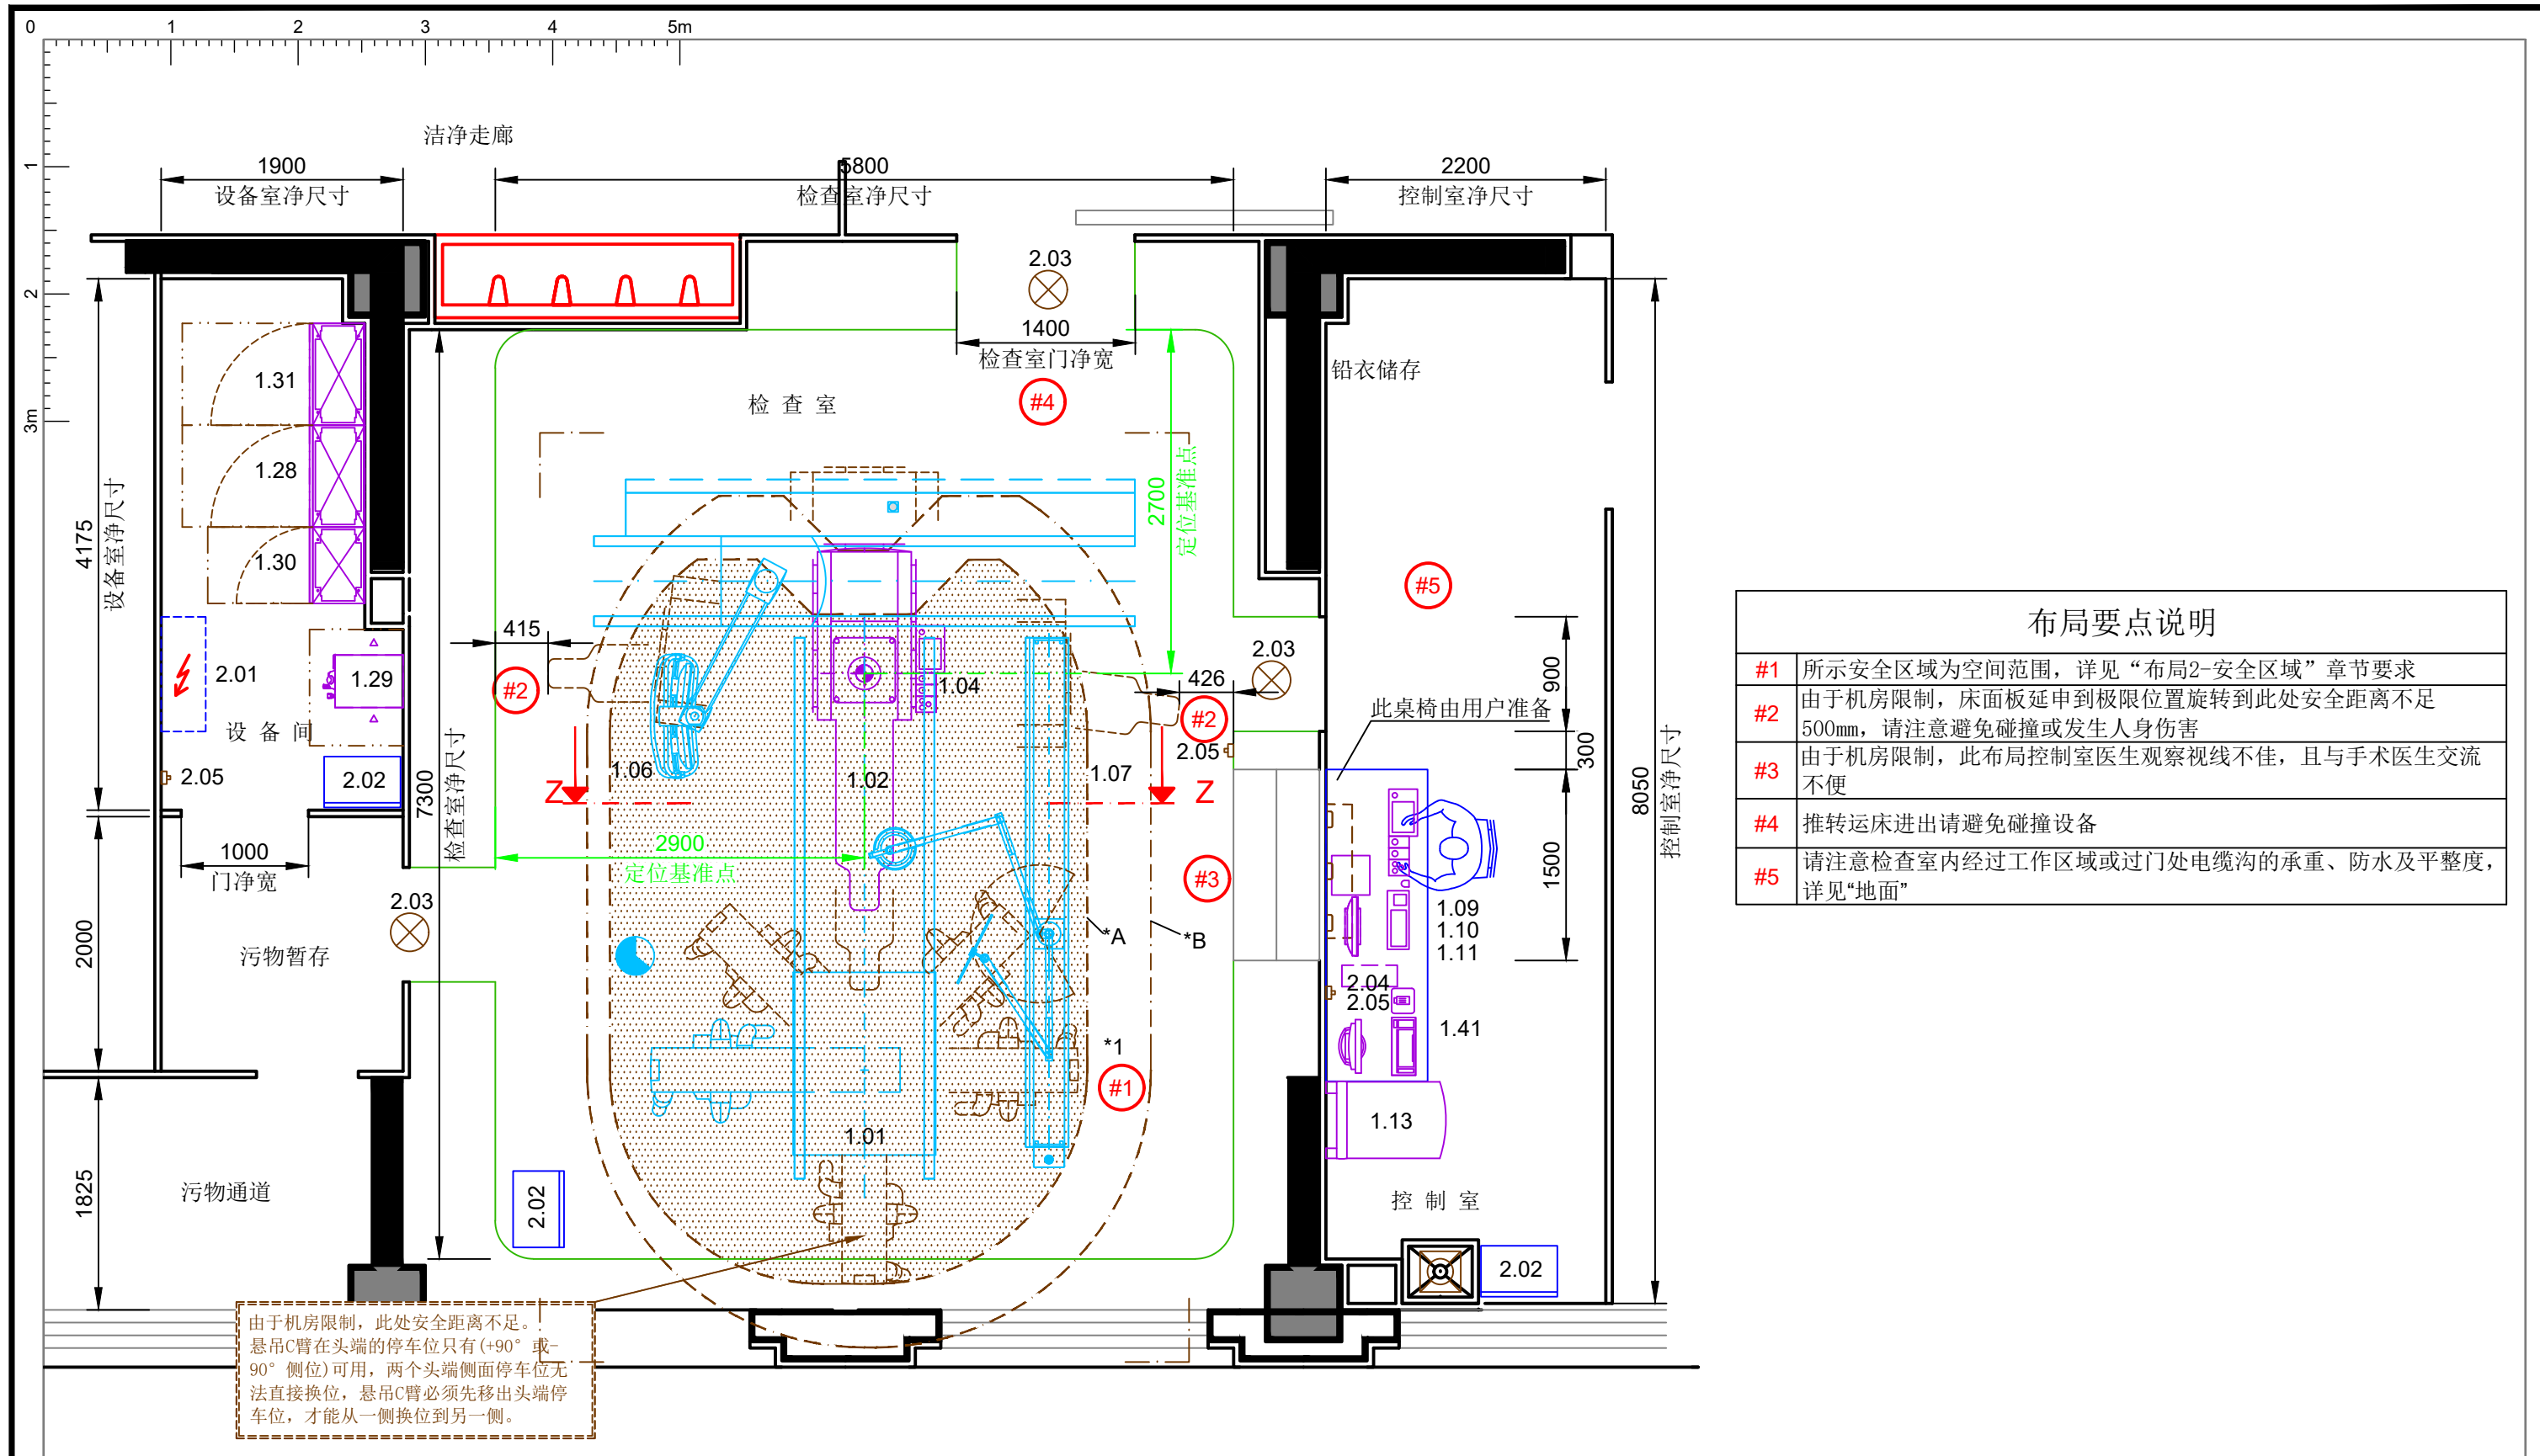 0 1 2 3 4 5m
1
2
3m
洁净走廊
1900
设备室净尺寸
5800
检查室净尺寸
2200
控制室净尺寸
2.03
1400
检查室门净宽
#4
检 查 室
铅衣储存
1.31
1.28
1.30
4175
设备室净尺寸
2700
定位基准点
#5
415
#2
2.01
1.29
设 备 间
2.05
2.02
1.04
426
#2
2.03
2.05
900
300
此桌椅由用户准备
1.06
1.02
1.07
Z
Z
7300
检查室净尺寸
8050
控制室净尺寸
2900
定位基准点
1000
门净宽
#3
1500
2.03
2000
污物暂存
*A
*B
1.09
1.10
1.11
2.04
2.05
1.41
*1
#1
1.13
1.01
1825
污物通道
2.02
控 制 室
2.02
由于机房限制，此处安全距离不足。
悬吊C臂在头端的停车位只有(+90° 或-
90° 侧位)可用，两个头端侧面停车位无
法直接换位，悬吊C臂必须先移出头端停
车位，才能从一侧换位到另一侧。
布局要点说明
#1 所示安全区域为空间范围，详见“布局2-安全区域”章节要求
#2 由于机房限制，床面板延申到极限位置旋转到此处安全距离不足
500mm，请注意避免碰撞或发生人身伤害
#3 由于机房限制，此布局控制室医生观察视线不佳，且与手术医生交流
不便
#4 推转运床进出请避免碰撞设备
#5 请注意检查室内经过工作区域或过门处电缆沟的承重、防水及平整度，
详见“地面”